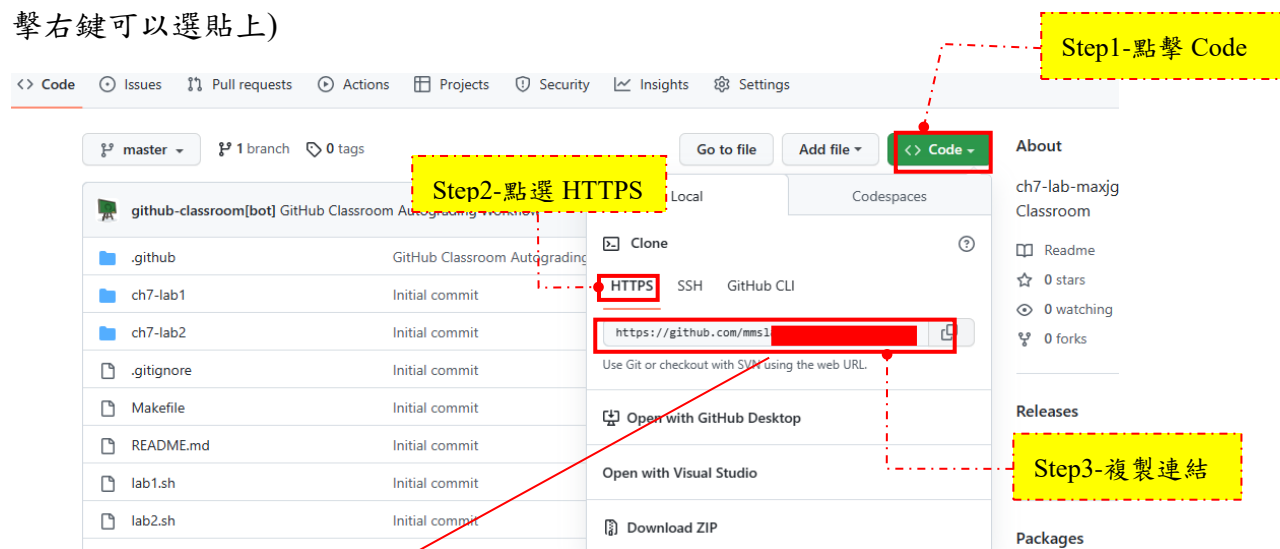 擊右鍵可以選貼上)
Step1-點擊 Code
Code Issues Pull requests Actions Projects Security Insights Settings
master 1 branch 0 tags Go to file Add file Code About
Step2-點選 HTTPS
Local Codespaces
ch7-lab-maxjg
Classroom
github-classroom[bot] GitHub Classroom Autograding Workflow
Clone
Readme
.github GitHub Classroom Autograding
HTTPS SSH GitHub CLI
0 stars
ch7-lab1 Initial commit
0 watching
ch7-lab2 Initial commit
https://github.com/mmsl
0 forks
.gitignore Initial commit
Use Git or checkout with SVN using the web URL.
Makefile Initial commit
Open with GitHub Desktop
Releases
README.md Initial commit
Step3-複製連結
lab1.sh Initial commit
Open with Visual Studio
lab2.sh Initial commit
Download ZIP
Packages